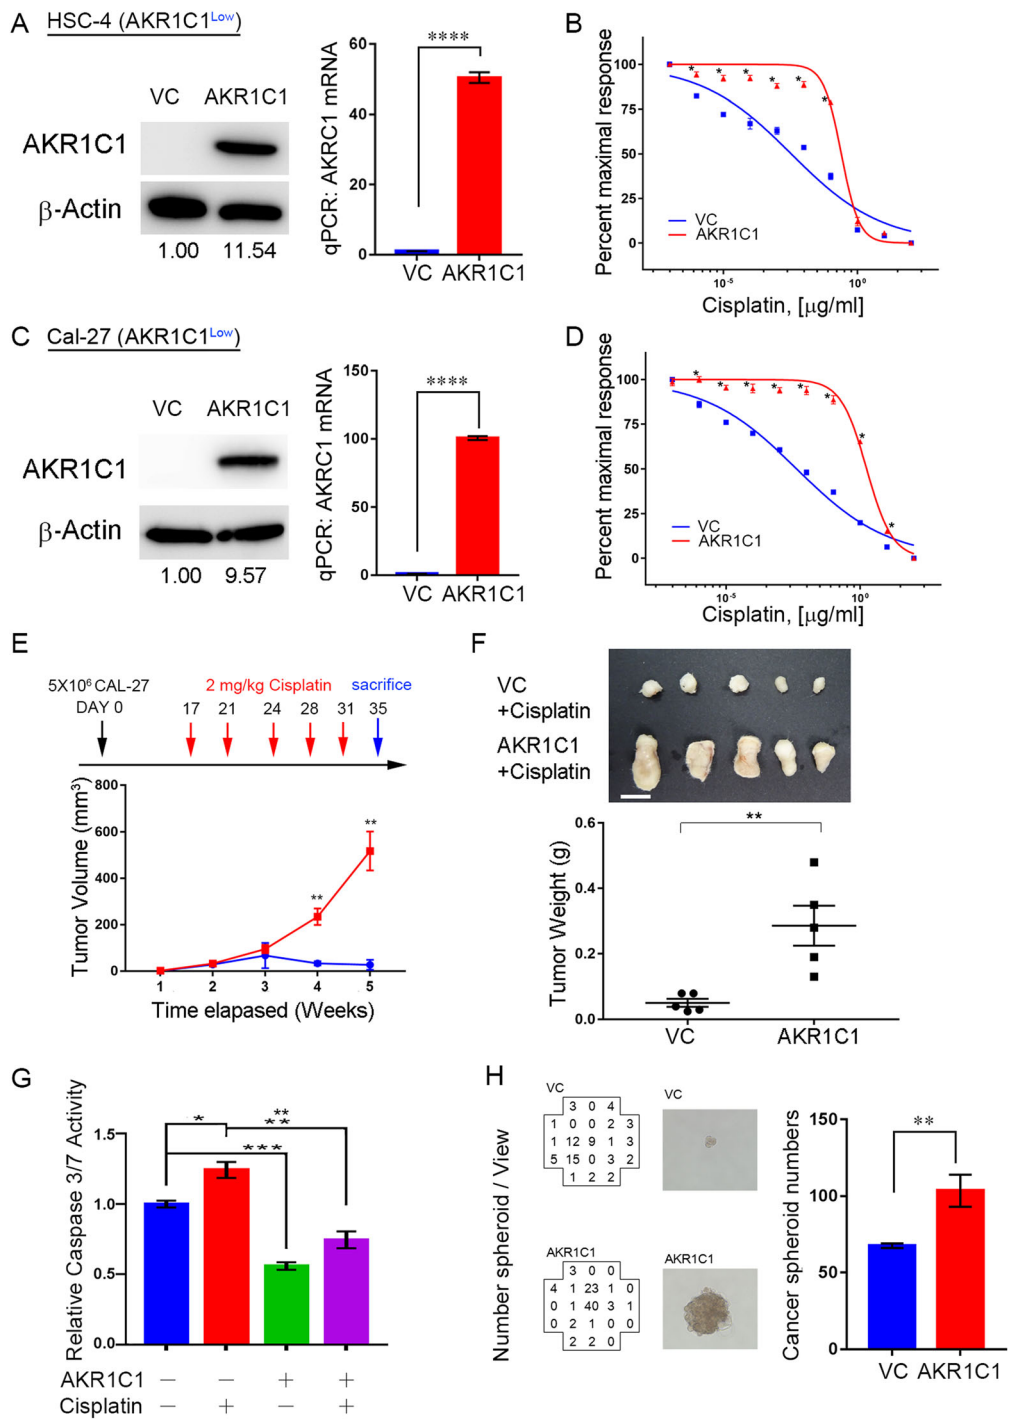 A HSC-4 (AKR1C1Low)
VC AKR1C1
AKR1C1
β-Actin
1.00 11.54
qPCR: AKRC1 mRNA
60
40
20
0
****
VC AKR1C1
B
Percent maximal response
100
75
50
25
0
VC
AKR1C1
* * * * * *
10-5 100
Cisplatin, [μg/ml]
C Cal-27 (AKR1C1Low)
VC AKR1C1
AKR1C1
β-Actin
1.00 9.57
qPCR: AKRC1 mRNA
150
100
50
0
****
VC AKR1C1
D
Percent maximal response
100
75
50
25
0
VC
AKR1C1
* * * * * * * *
10-5 100
Cisplatin, [μg/ml]
E
5X106 CAL-27
DAY 0
2 mg/kg Cisplatin sacrifice
17 21 24 28 31 35
Tumor Volume (mm3)
800
600
400
200
0
**
**
1 2 3 4 5
Time elapased (Weeks)
F
VC
+Cisplatin
AKR1C1
+Cisplatin
Tumor Weight (g)
0.6
0.4
0.2
0.0
**
VC AKR1C1
G
Relative Caspase 3/7 Activity
1.5
1.0
0.5
0.0
*
**
**
***
AKR1C1 — — + +
Cisplatin — + — +
H
Number spheroid / View
VC
3 0 4
1 0 0 2 3
1 12 9 1 3
5 15 0 3 2
1 2 2
VC
AKR1C1
3 0 0
4 1 23 1 0
0 1 40 3 1
0 2 1 0 0
2 2 0
AKR1C1
Cancer spheroid numbers
150
100
50
0
**
VC AKR1C1